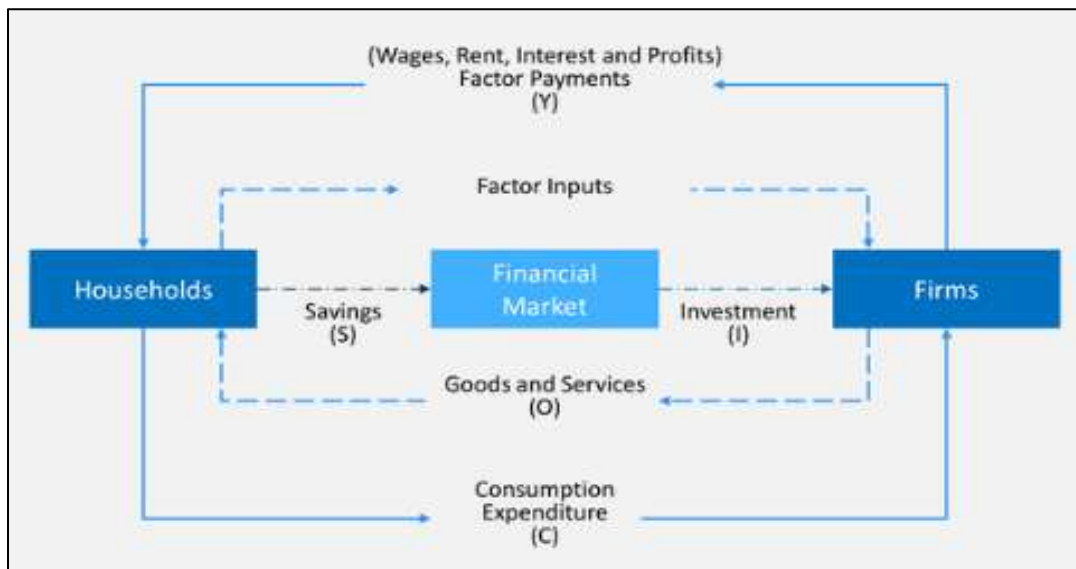 (Wages, Rent, Interest and Profits)
Factor Payments
(Y)
Factor Inputs
Households
Financial
Market
Firms
Savings
(S)
Investment
(I)
Goods and Services
(O)
Consumption
Expenditure
(C)